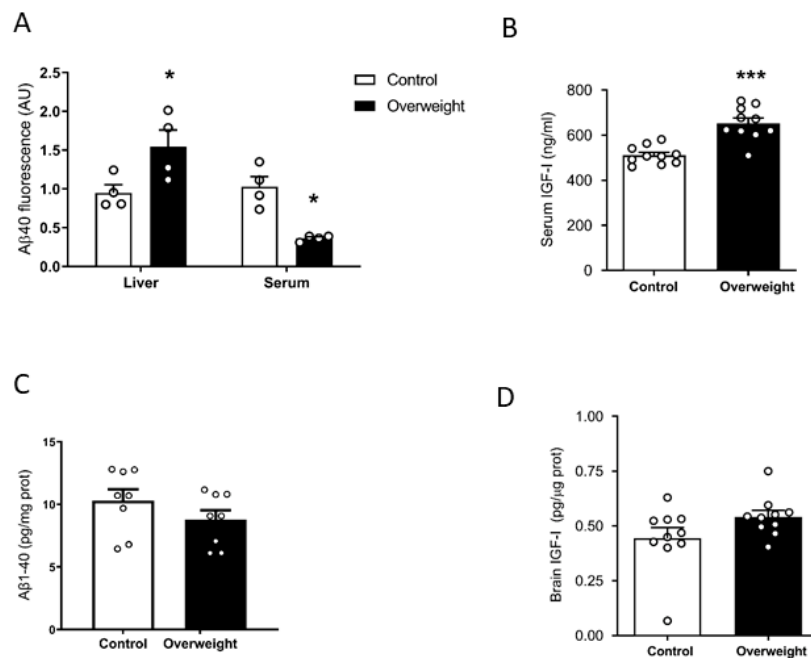 A
Aβ40 fluorescence (AU)
2.5
2.0
1.5
1.0
0.5
0.0
*
*
Liver
Serum
Control
Overweight
B
Serum IGF-I (ng/ml)
800
600
400
200
0
***
Control
Overweight
C
Aβ1-40 (pg/mg prot)
15
10
5
0
Control
Overweight
D
Brain IGF-I (pg/μg prot)
1.00
0.75
0.50
0.25
0.00
Control
Overweight